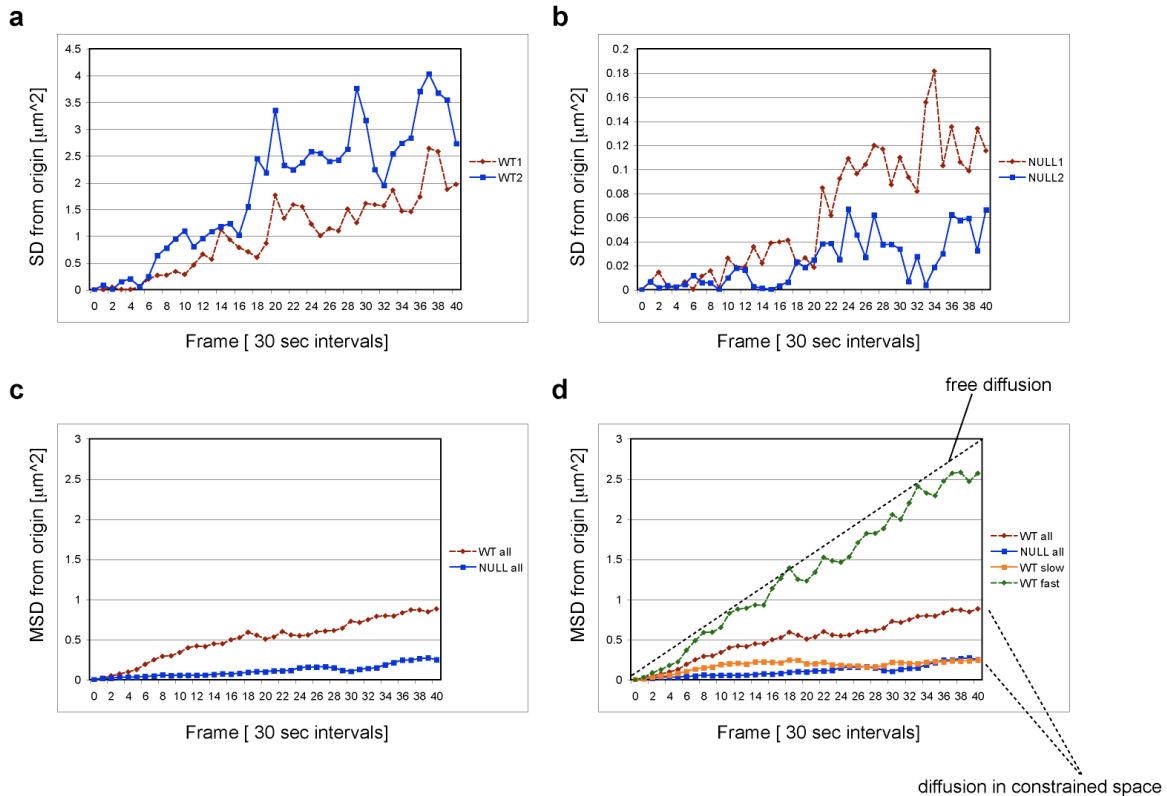 a
SD from origin [μm^2]
4.5
4
3.5
3
2.5
2
1.5
1
0.5
0
0 2 4 6 8 10 12 14 16 18 20 22 24 26 28 30 32 34 36 38 40
Frame [ 30 sec intervals]
WT1
WT2
b
SD from origin [μm^2]
0.2
0.18
0.16
0.14
0.12
0.1
0.08
0.06
0.04
0.02
0
0 2 4 6 8 10 12 14 16 18 20 22 24 26 28 30 32 34 36 38 40
Frame [ 30 sec intervals]
NULL1
NULL2
c
MSD from origin [μm^2]
3
2.5
2
1.5
1
0.5
0
0 2 4 6 8 10 12 14 16 18 20 22 24 26 28 30 32 34 36 38 40
Frame [ 30 sec intervals]
WT all
NULL all
d
free diffusion
MSD from origin [μm^2]
3
2.5
2
1.5
1
0.5
0
0 2 4 6 8 10 12 14 16 18 20 22 24 26 28 30 32 34 36 38 40
Frame [ 30 sec intervals]
WT all
NULL all
WT slow
WT fast
diffusion in constrained space